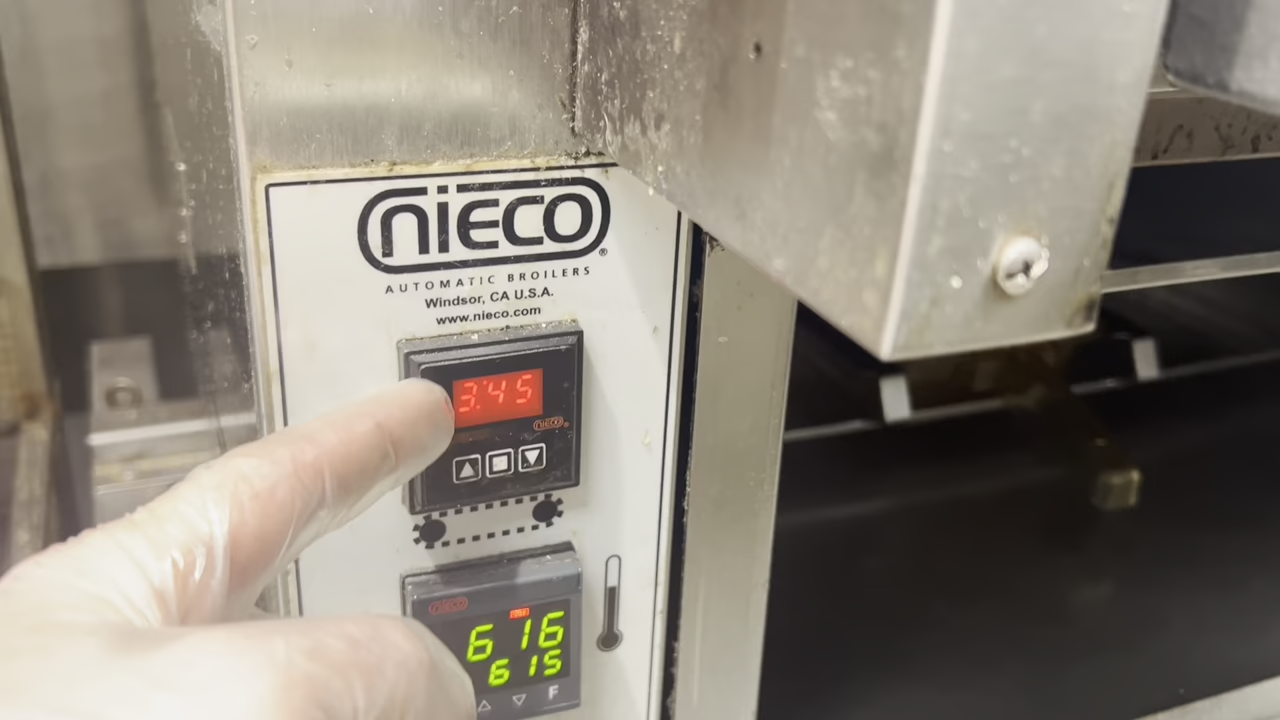 nieco®
AUTOMATIC BROILERS
Windsor, CA U.S.A.
www.nieco.com
3:45
nieco®
nieco
616
615
F